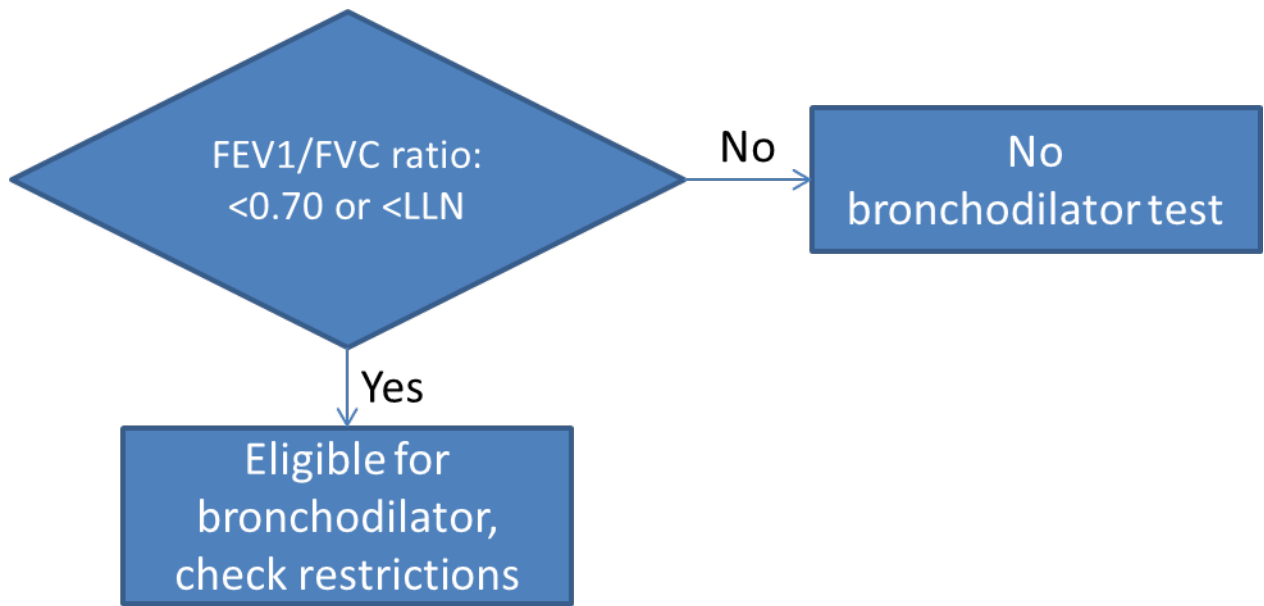 FEV1/FVC ratio:
<0.70 or <LLN
No
No
bronchodilator test
Yes
Eligible for
bronchodilator,
check restrictions